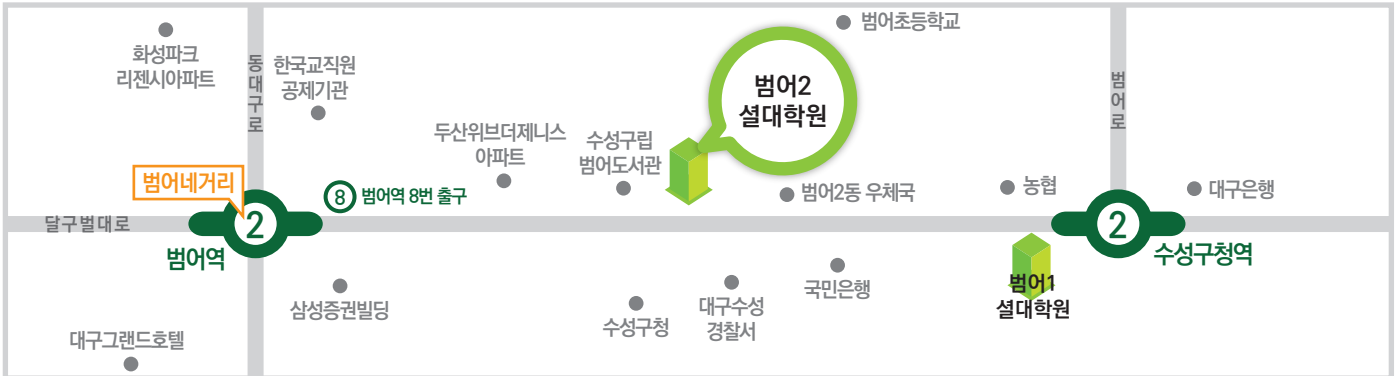 범어초등학교
화성파크
리젠시아파트
동대구로
한국교직원
공제기관
범어2
셜대학원
범어로
두산위브더제니스
아파트
수성구립
범어도서관
범어네거리
8
범어역 8번 출구
범어2동 우체국
농협
대구은행
달구벌대로
2
2
범어역
수성구청역
삼성증권빌딩
수성구청
대구수성
경찰서
국민은행
범어1
셜대학원
대구그랜드호텔